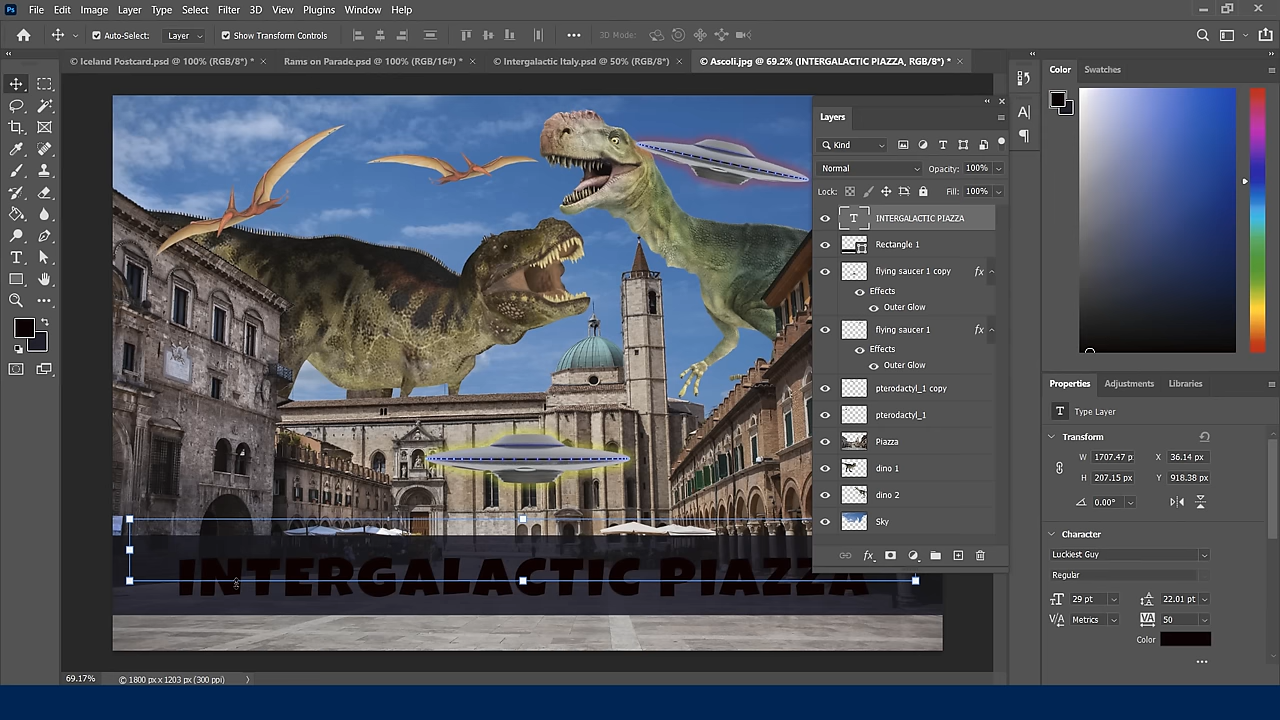 Ps File Edit Image Layer Type Select Filter 3D View Plugins Window Help
Auto-Select: Layer Show Transform Controls 3D Mode:
© Iceland Postcard.psd @ 100% (RGB/8*) * × Rams on Parade.psd @ 100% (RGB/16#) * × © Intergalactic Italy.psd @ 50% (RGB/8*) × © Ascoli.jpg @ 69.2% (INTERGALACTIC PIAZZA, RGB/8*) * ×
INTERGALACTIC PIAZZA
69.17% © 1800 px x 1203 px (300 ppi)
Layers
Kind
Normal Opacity: 100%
Lock: Fill: 100%
T INTERGALACTIC PIAZZA
Rectangle 1
flying saucer 1 copy fx
Effects
Outer Glow
flying saucer 1 fx
Effects
Outer Glow
pterodactyl_1 copy
pterodactyl_1
Piazza
dino 1
dino 2
Sky
fx
Color Swatches
Properties Adjustments Libraries
T Type Layer
Transform
W 1707.47 p X 36.14 px
H 207.15 px Y 918.38 px
0.00°
Character
Luckiest Guy
Regular
29 pt 22.01 pt
Metrics 50
Color